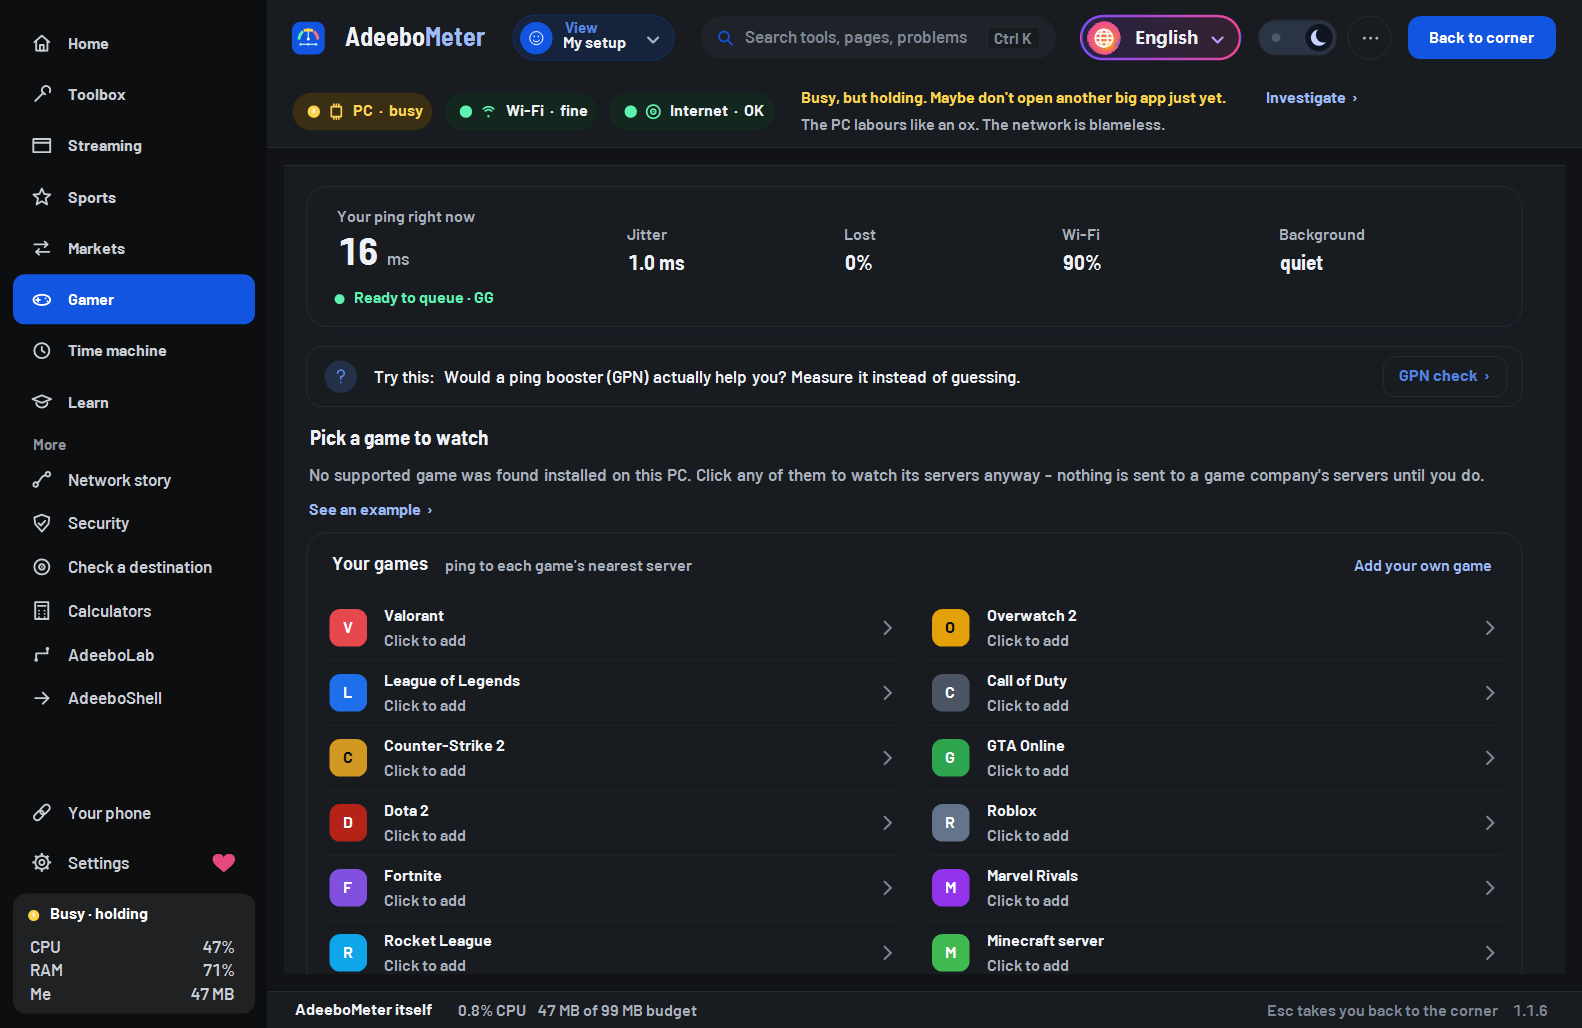 Home
Toolbox
Streaming
Sports
Markets
Gamer
Time machine
Learn
More
Network story
Security
Check a destination
Calculators
AdeeboLab
AdeeboShell
Your phone
Settings
Busy · holding
CPU 47%
RAM 71%
Me 47 MB
AdeeboMeter
View
My setup
Search tools, pages, problems Ctrl K
English
Back to corner
PC · busy
Wi-Fi · fine
Internet · OK
Busy, but holding. Maybe don't open another big app just yet.
Investigate ›
The PC labours like an ox. The network is blameless.
Your ping right now
16 ms
Ready to queue · GG
Jitter
1.0 ms
Lost
0%
Wi-Fi
90%
Background
quiet
? Try this: Would a ping booster (GPN) actually help you? Measure it instead of guessing.
GPN check ›
Pick a game to watch
No supported game was found installed on this PC. Click any of them to watch its servers anyway - nothing is sent to a game company's servers until you do.
See an example ›
Your games ping to each game's nearest server
Add your own game
V Valorant
Click to add
O Overwatch 2
Click to add
L League of Legends
Click to add
C Call of Duty
Click to add
C Counter-Strike 2
Click to add
G GTA Online
Click to add
D Dota 2
Click to add
R Roblox
Click to add
F Fortnite
Click to add
M Marvel Rivals
Click to add
R Rocket League
Click to add
M Minecraft server
Click to add
AdeeboMeter itself 0.8% CPU 47 MB of 99 MB budget
Esc takes you back to the corner 1.1.6